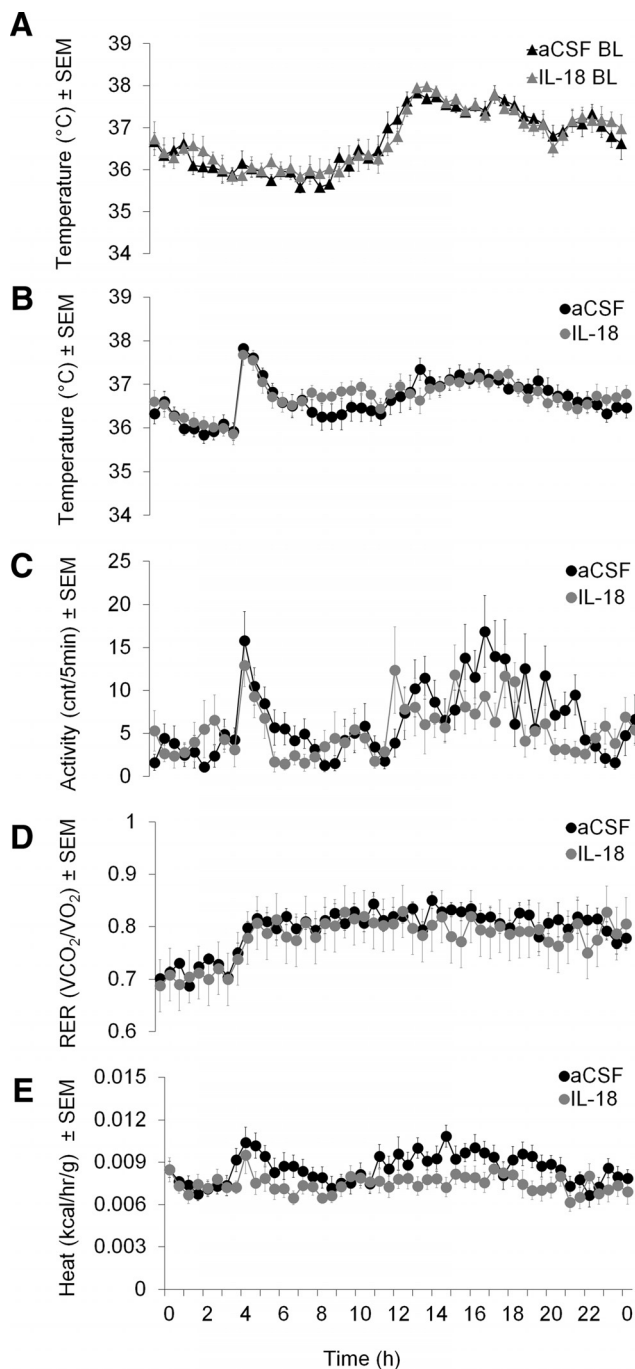 A
Temperature (°C) ± SEM
39
38
37
36
35
34
aCSF BL
IL-18 BL
B
Temperature (°C) ± SEM
39
38
37
36
35
34
aCSF
IL-18
C
Activity (cnt/5min) ± SEM
25
20
15
10
5
0
aCSF
IL-18
D
RER (VCO₂/VO₂) ± SEM
1
0.9
0.8
0.7
0.6
aCSF
IL-18
E
Heat (kcal/hr/g) ± SEM
0.015
0.012
0.009
0.006
0.003
0
aCSF
IL-18
0 2 4 6 8 10 12 14 16 18 20 22 0
Time (h)